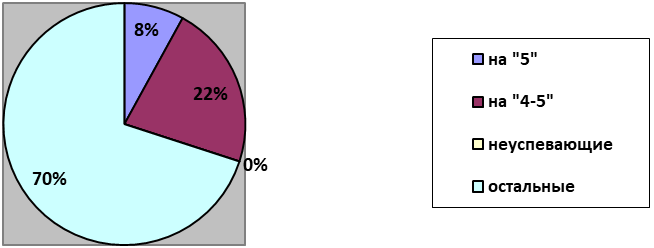 8%
22%
0%
70%
на "5"
на "4-5"
неуспевающие
остальные